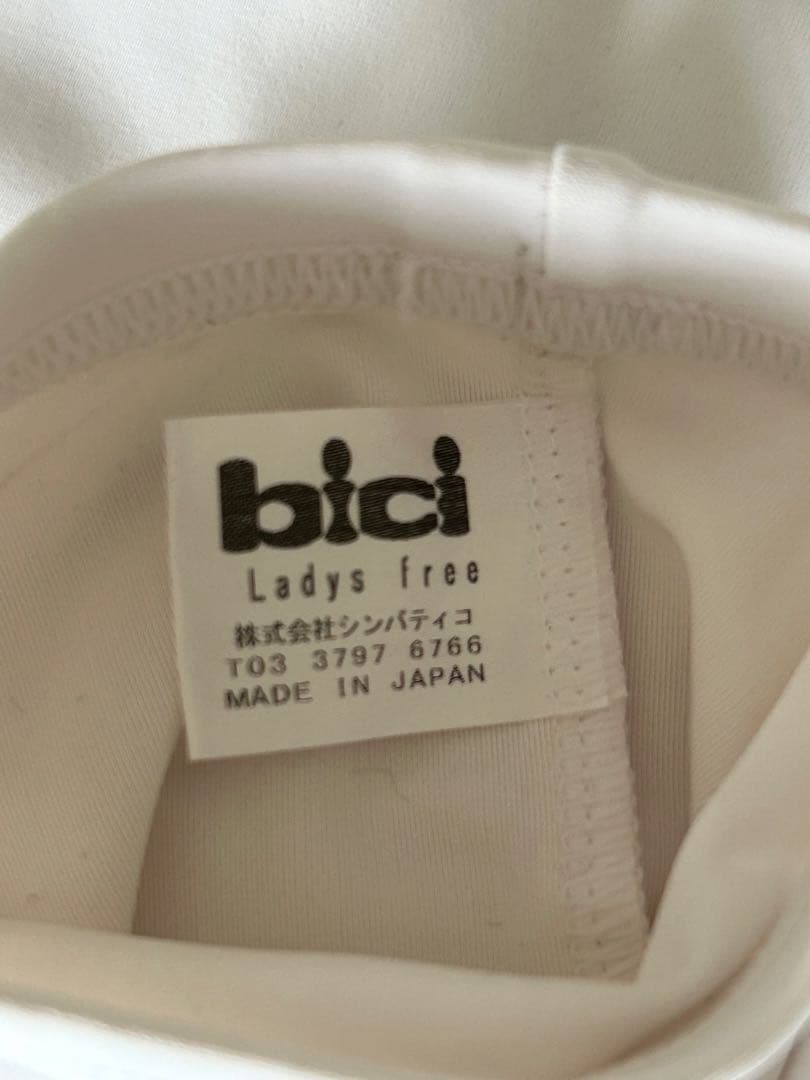 bici
Ladys free
株式会社シンパティコ
T03 3797 6766
MADE IN JAPAN